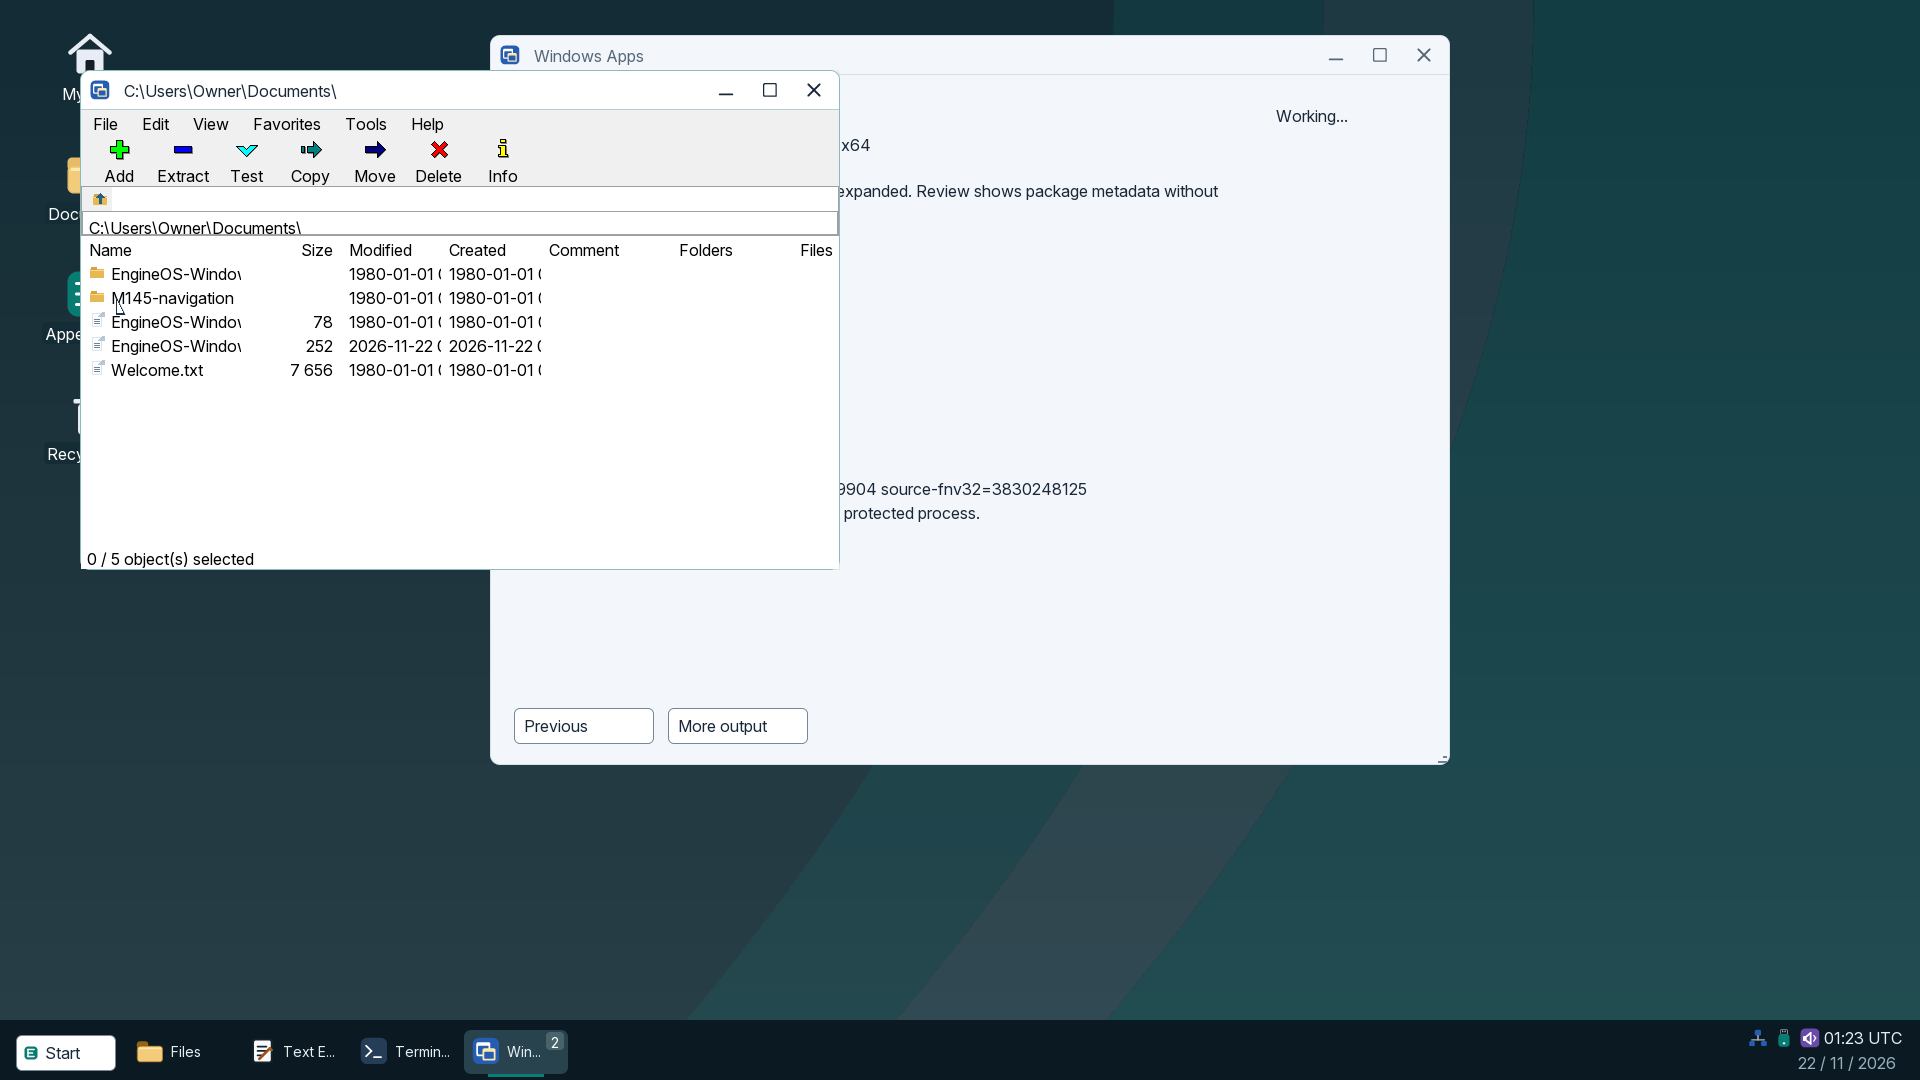 Windows Apps
My
C:\Users\Owner\Documents\
File Edit View Favorites Tools Help
Working...
x64
Add Extract Test Copy Move Delete Info
expanded. Review shows package metadata without
C:\Users\Owner\Documents\
Name Size Modified Created Comment Folders Files
EngineOS-Windo 1980-01-01 1980-01-01
M145-navigation 1980-01-01 1980-01-01
EngineOS-Windo 78 1980-01-01 1980-01-01
EngineOS-Windo 252 2026-11-22 2026-11-22
Welcome.txt 7 656 1980-01-01 1980-01-01
0 / 5 object(s) selected
Doc
Appe
Recy
9904 source-fnv32=3830248125
protected process.
Previous More output
Start Files Text E... Termin... Win... 2
01:23 UTC
22 / 11 / 2026